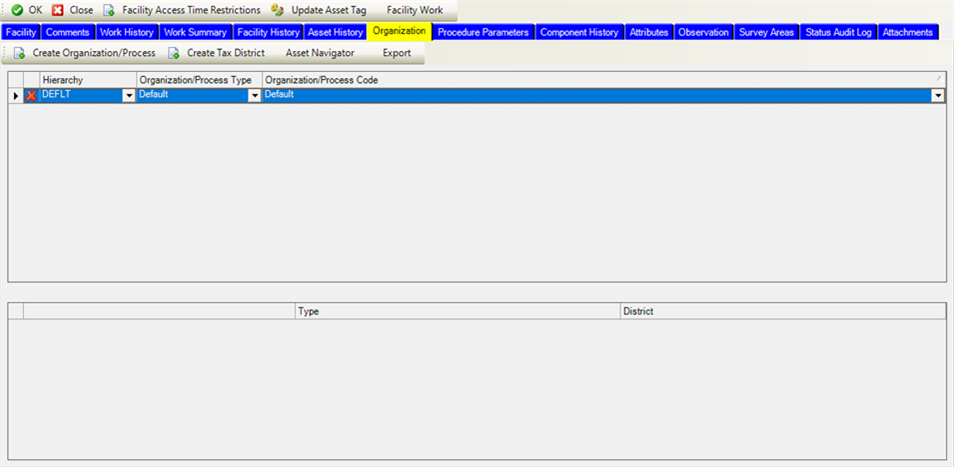 OK Close Facility Access Time Restrictions Update Asset Tag Facility Work
Facility Comments Work History Work Summary Facility History Asset History Organization Procedure Parameters Component History Attributes Observation Survey Areas Status Audit Log Attachments
Create Organization/Process Create Tax District Asset Navigator Export
Hierarchy Organization/Process Type Organization/Process Code
DEFLT Default Default
Type District